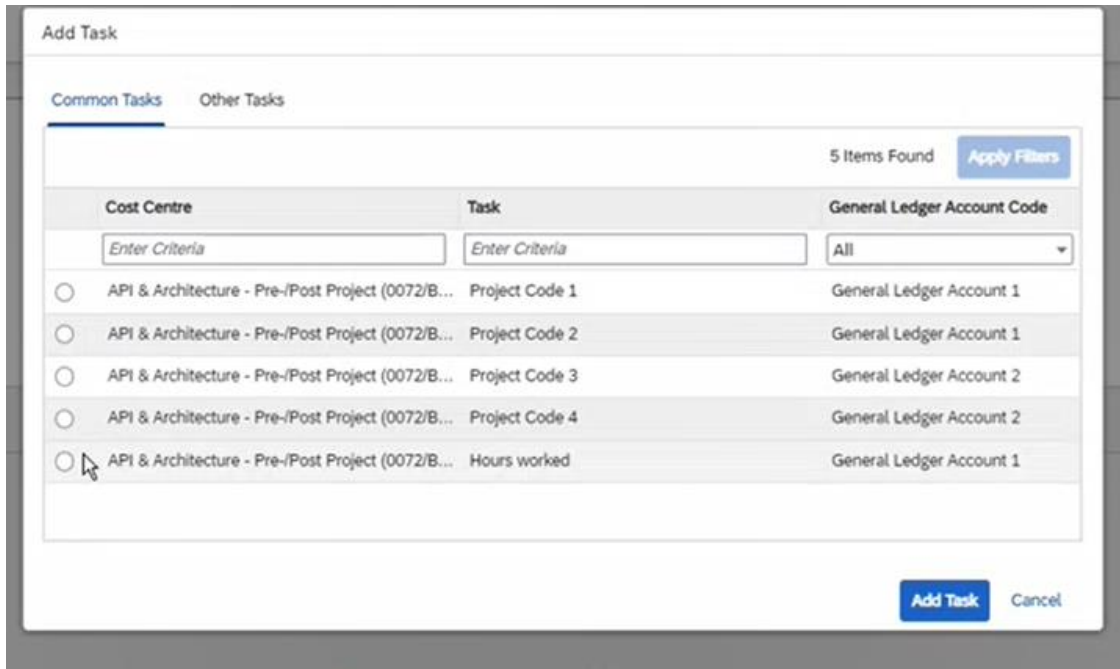 Add Task
Common Tasks Other Tasks
5 Items Found Apply Filters
Cost Centre Task General Ledger Account Code
Enter Criteria Enter Criteria All
API & Architecture - Pre-/Post Project (0072/B... Project Code 1 General Ledger Account 1
API & Architecture - Pre-/Post Project (0072/B... Project Code 2 General Ledger Account 1
API & Architecture - Pre-/Post Project (0072/B... Project Code 3 General Ledger Account 2
API & Architecture - Pre-/Post Project (0072/B... Project Code 4 General Ledger Account 2
API & Architecture - Pre-/Post Project (0072/B... Hours worked General Ledger Account 1
Add Task Cancel